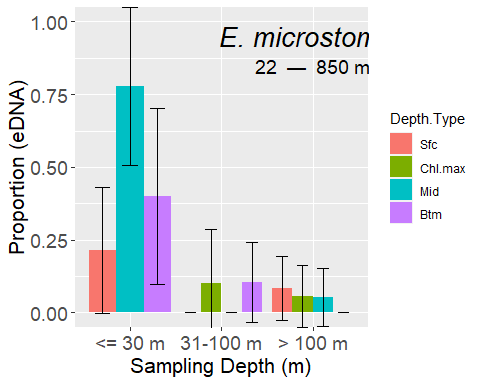 E. microstom
22 — 850 m
1.00
0.75
0.50
0.25
0.00
Proportion (eDNA)
<= 30 m 31-100 m > 100 m
Sampling Depth (m)
Depth.Type
Sfc
Chl.max
Mid
Btm